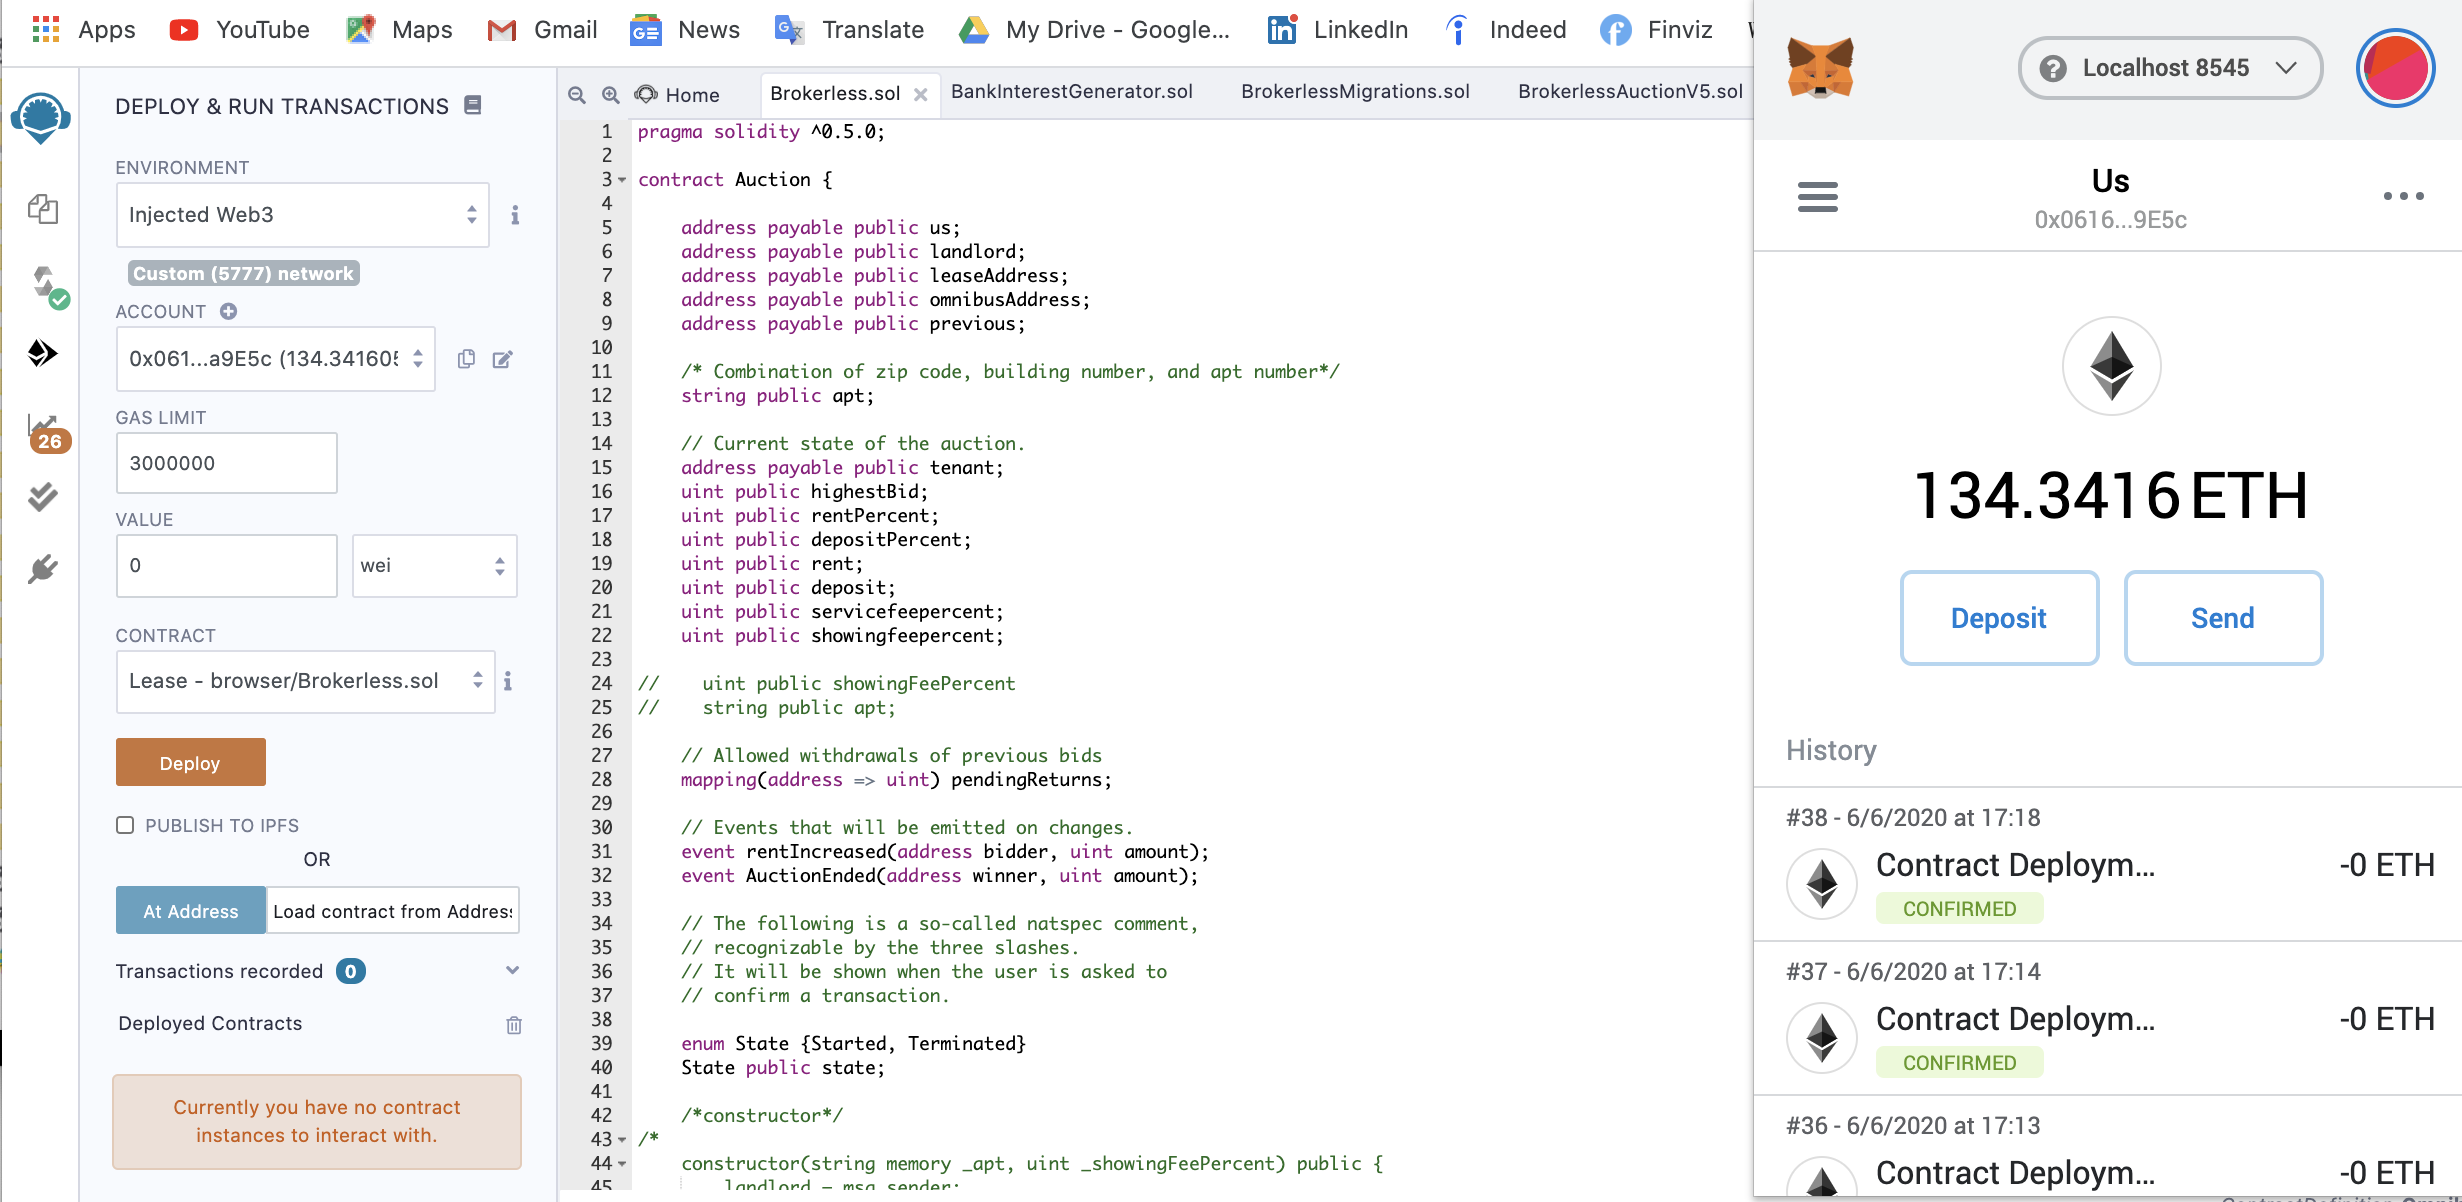 Apps YouTube Maps Gmail News Translate My Drive - Google... LinkedIn Indeed Finviz
DEPLOY & RUN TRANSACTIONS
ENVIRONMENT
Injected Web3
Custom (5777) network
ACCOUNT
0x061...a9E5c (134.341605
GAS LIMIT
3000000
VALUE
0
wei
CONTRACT
Lease - browser/Brokerless.sol
Deploy
PUBLISH TO IPFS
OR
At Address
Load contract from Address
Transactions recorded 0
Deployed Contracts
Currently you have no contract
instances to interact with.
26
Home Brokerless.sol BankInterestGenerator.sol BrokerlessMigrations.sol BrokerlessAuctionV5.sol
1 pragma solidity ^0.5.0;
2
3 contract Auction {
4
5 address payable public us;
6 address payable public landlord;
7 address payable public leaseAddress;
8 address payable public omnibusAddress;
9 address payable public previous;
10
11 /* Combination of zip code, building number, and apt number*/
12 string public apt;
13
14 // Current state of the auction.
15 address payable public tenant;
16 uint public highestBid;
17 uint public rentPercent;
18 uint public depositPercent;
19 uint public rent;
20 uint public deposit;
21 uint public servicefeepercent;
22 uint public showingfeepercent;
23
24 // uint public showingFeePercent
25 // string public apt;
26
27 // Allowed withdrawals of previous bids
28 mapping(address => uint) pendingReturns;
29
30 // Events that will be emitted on changes.
31 event rentIncreased(address bidder, uint amount);
32 event AuctionEnded(address winner, uint amount);
33
34 // The following is a so-called natspec comment,
35 // recognizable by the three slashes.
36 // It will be shown when the user is asked to
37 // confirm a transaction.
38
39 enum State {Started, Terminated}
40 State public state;
41
42 /*constructor*/
43 /*
44 constructor(string memory _apt, uint _showingFeePercent) public {
45 landlord = msg.sender;
Localhost 8545
Us
0x0616...9E5c
134.3416 ETH
Deposit
Send
History
#38 - 6/6/2020 at 17:18
Contract Deploym... -0 ETH
CONFIRMED
#37 - 6/6/2020 at 17:14
Contract Deploym... -0 ETH
CONFIRMED
#36 - 6/6/2020 at 17:13
Contract Deploym... -0 ETH